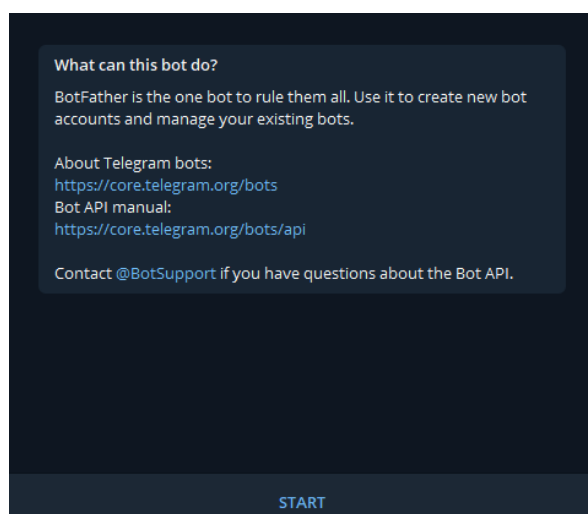 What can this bot do?
BotFather is the one bot to rule them all. Use it to create new bot
accounts and manage your existing bots.
About Telegram bots:
https://core.telegram.org/bots
Bot API manual:
https://core.telegram.org/bots/api
Contact @BotSupport if you have questions about the Bot API.
START